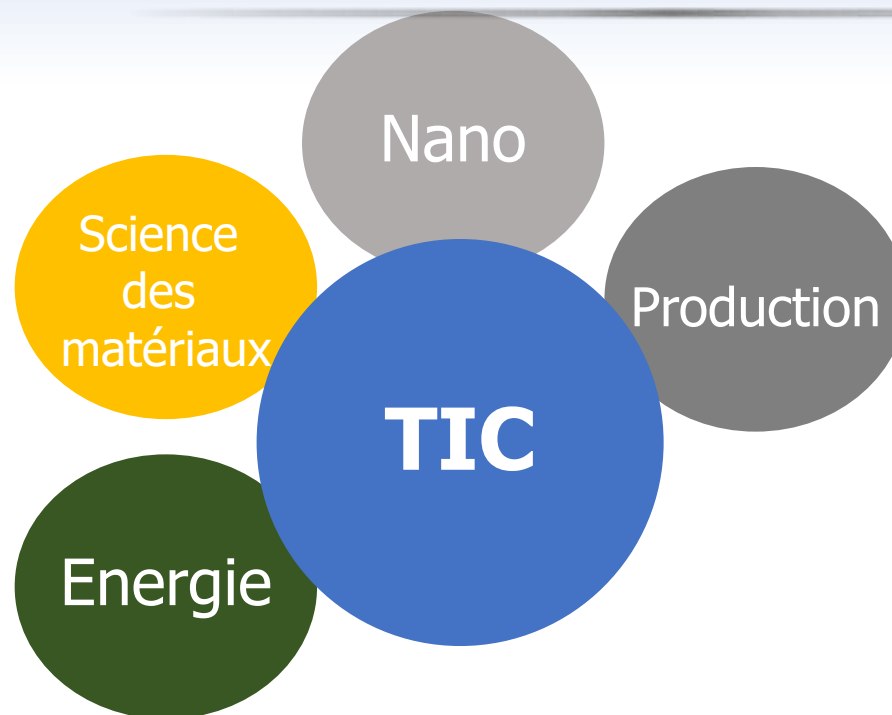 Nano
Science
des
matériaux
Production
TIC
Energie